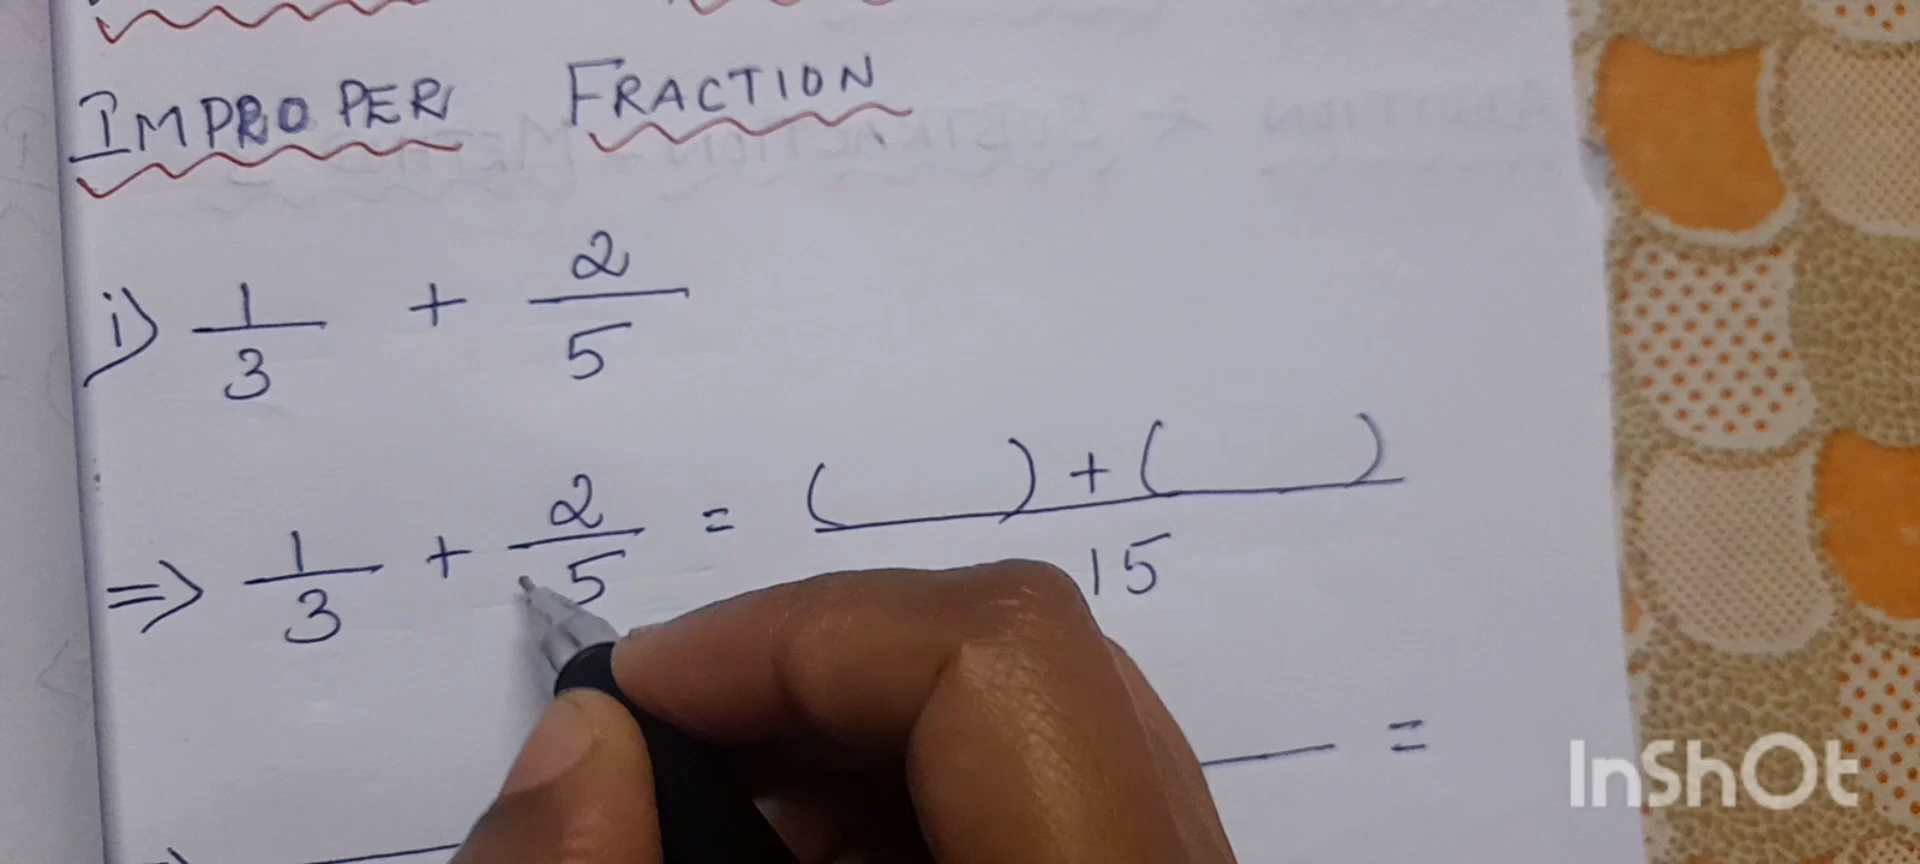 IMPROPER FRACTION
i) 1/3 + 2/5
⇒ 1/3 + 2/5 = ( ) + ( ) / 15
=
InShOt